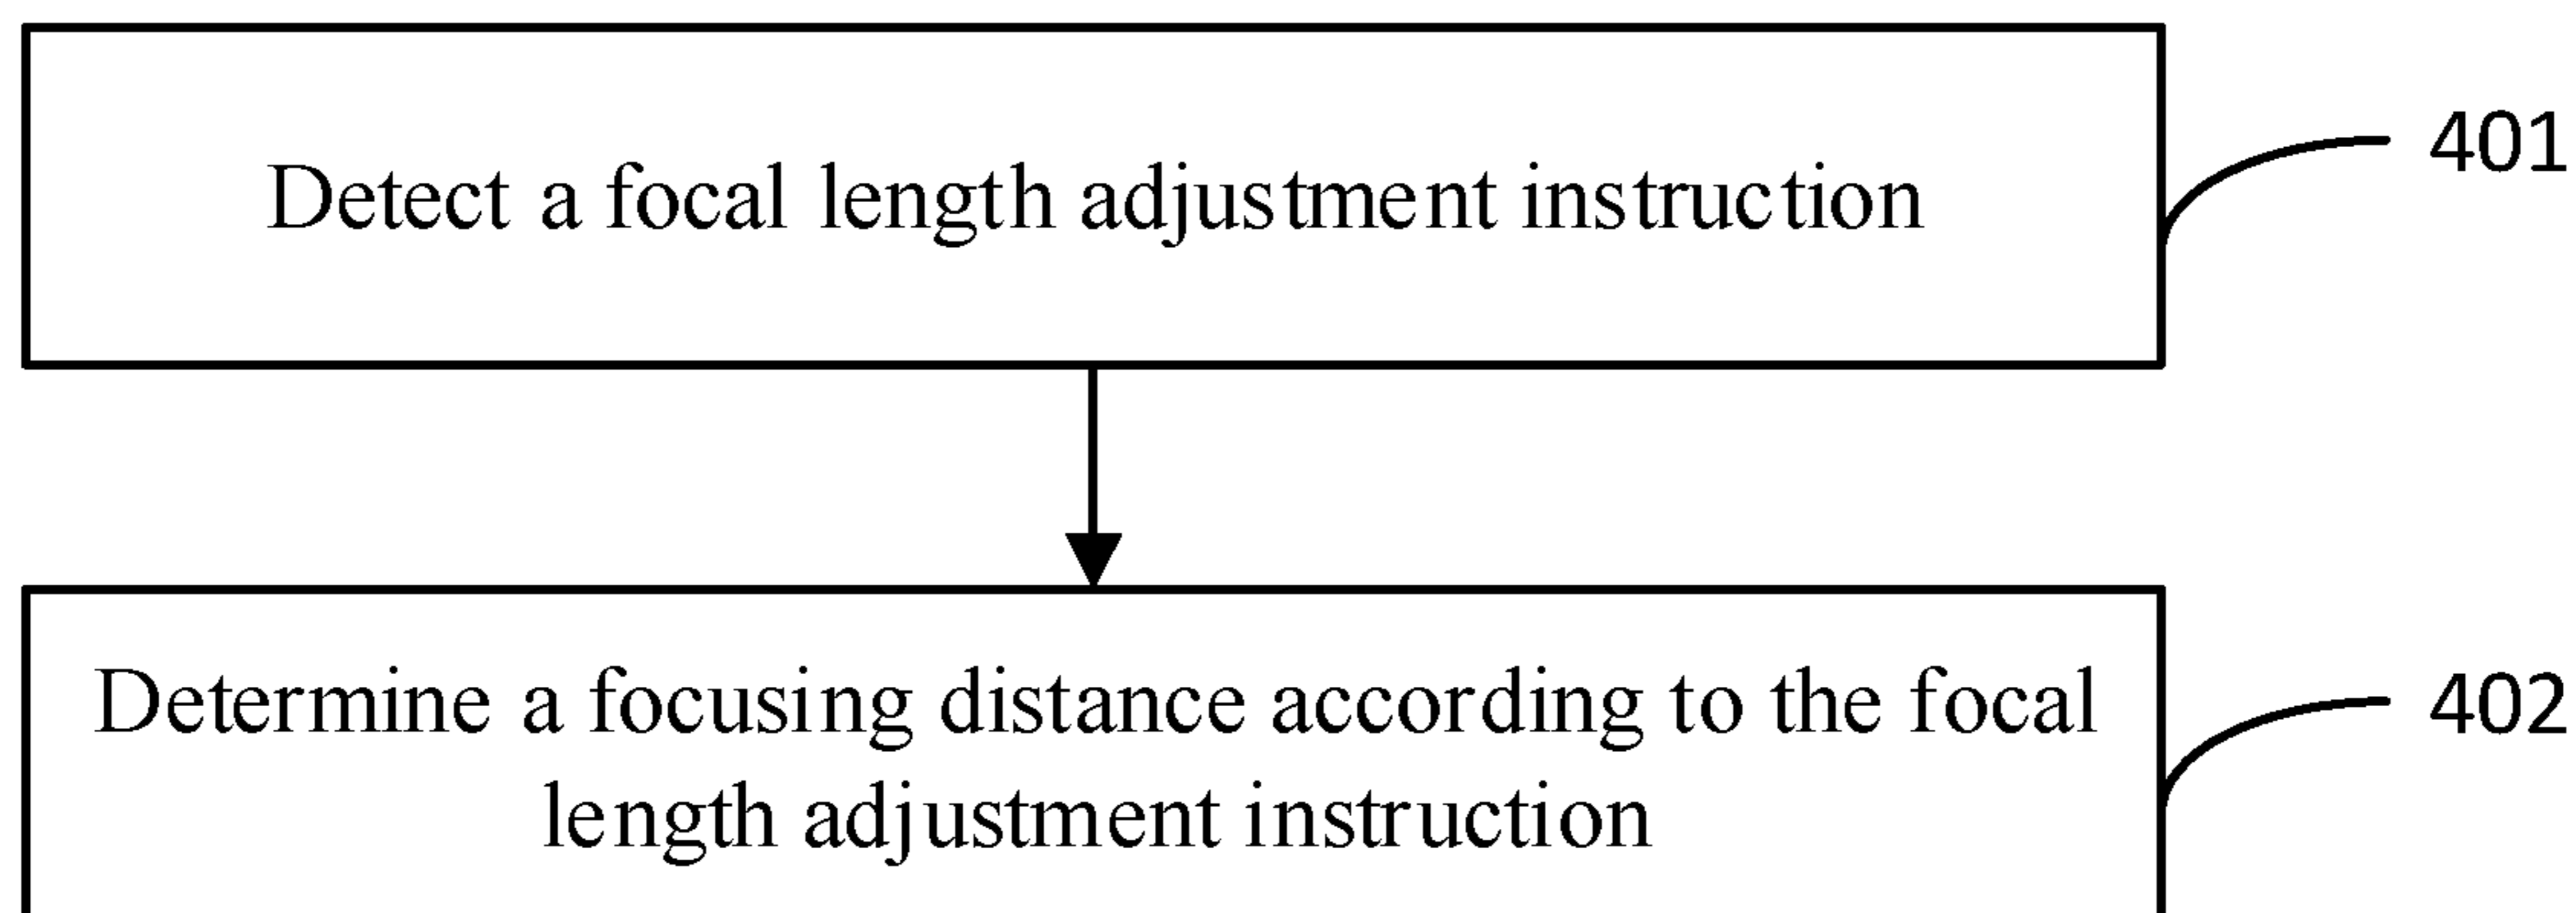 Detect a focal length adjustment instruction
401
Determine a focusing distance according to the focal
length adjustment instruction
402